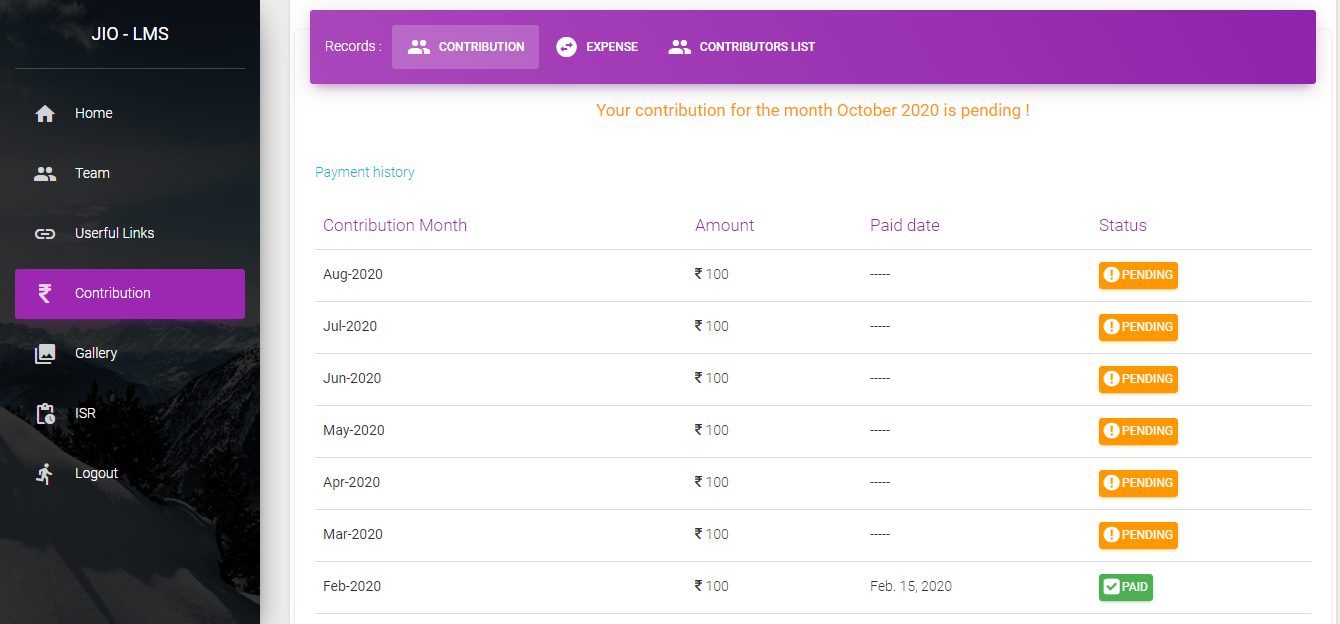 JIO - LMS
Home
Team
Userful Links
Contribution
Gallery
ISR
Logout
Records : CONTRIBUTION EXPENSE CONTRIBUTORS LIST
Your contribution for the month October 2020 is pending !
Payment history
Contribution Month Amount Paid date Status
Aug-2020 ₹ 100 ----- PENDING
Jul-2020 ₹ 100 ----- PENDING
Jun-2020 ₹ 100 ----- PENDING
May-2020 ₹ 100 ----- PENDING
Apr-2020 ₹ 100 ----- PENDING
Mar-2020 ₹ 100 ----- PENDING
Feb-2020 ₹ 100 Feb. 15, 2020 PAID